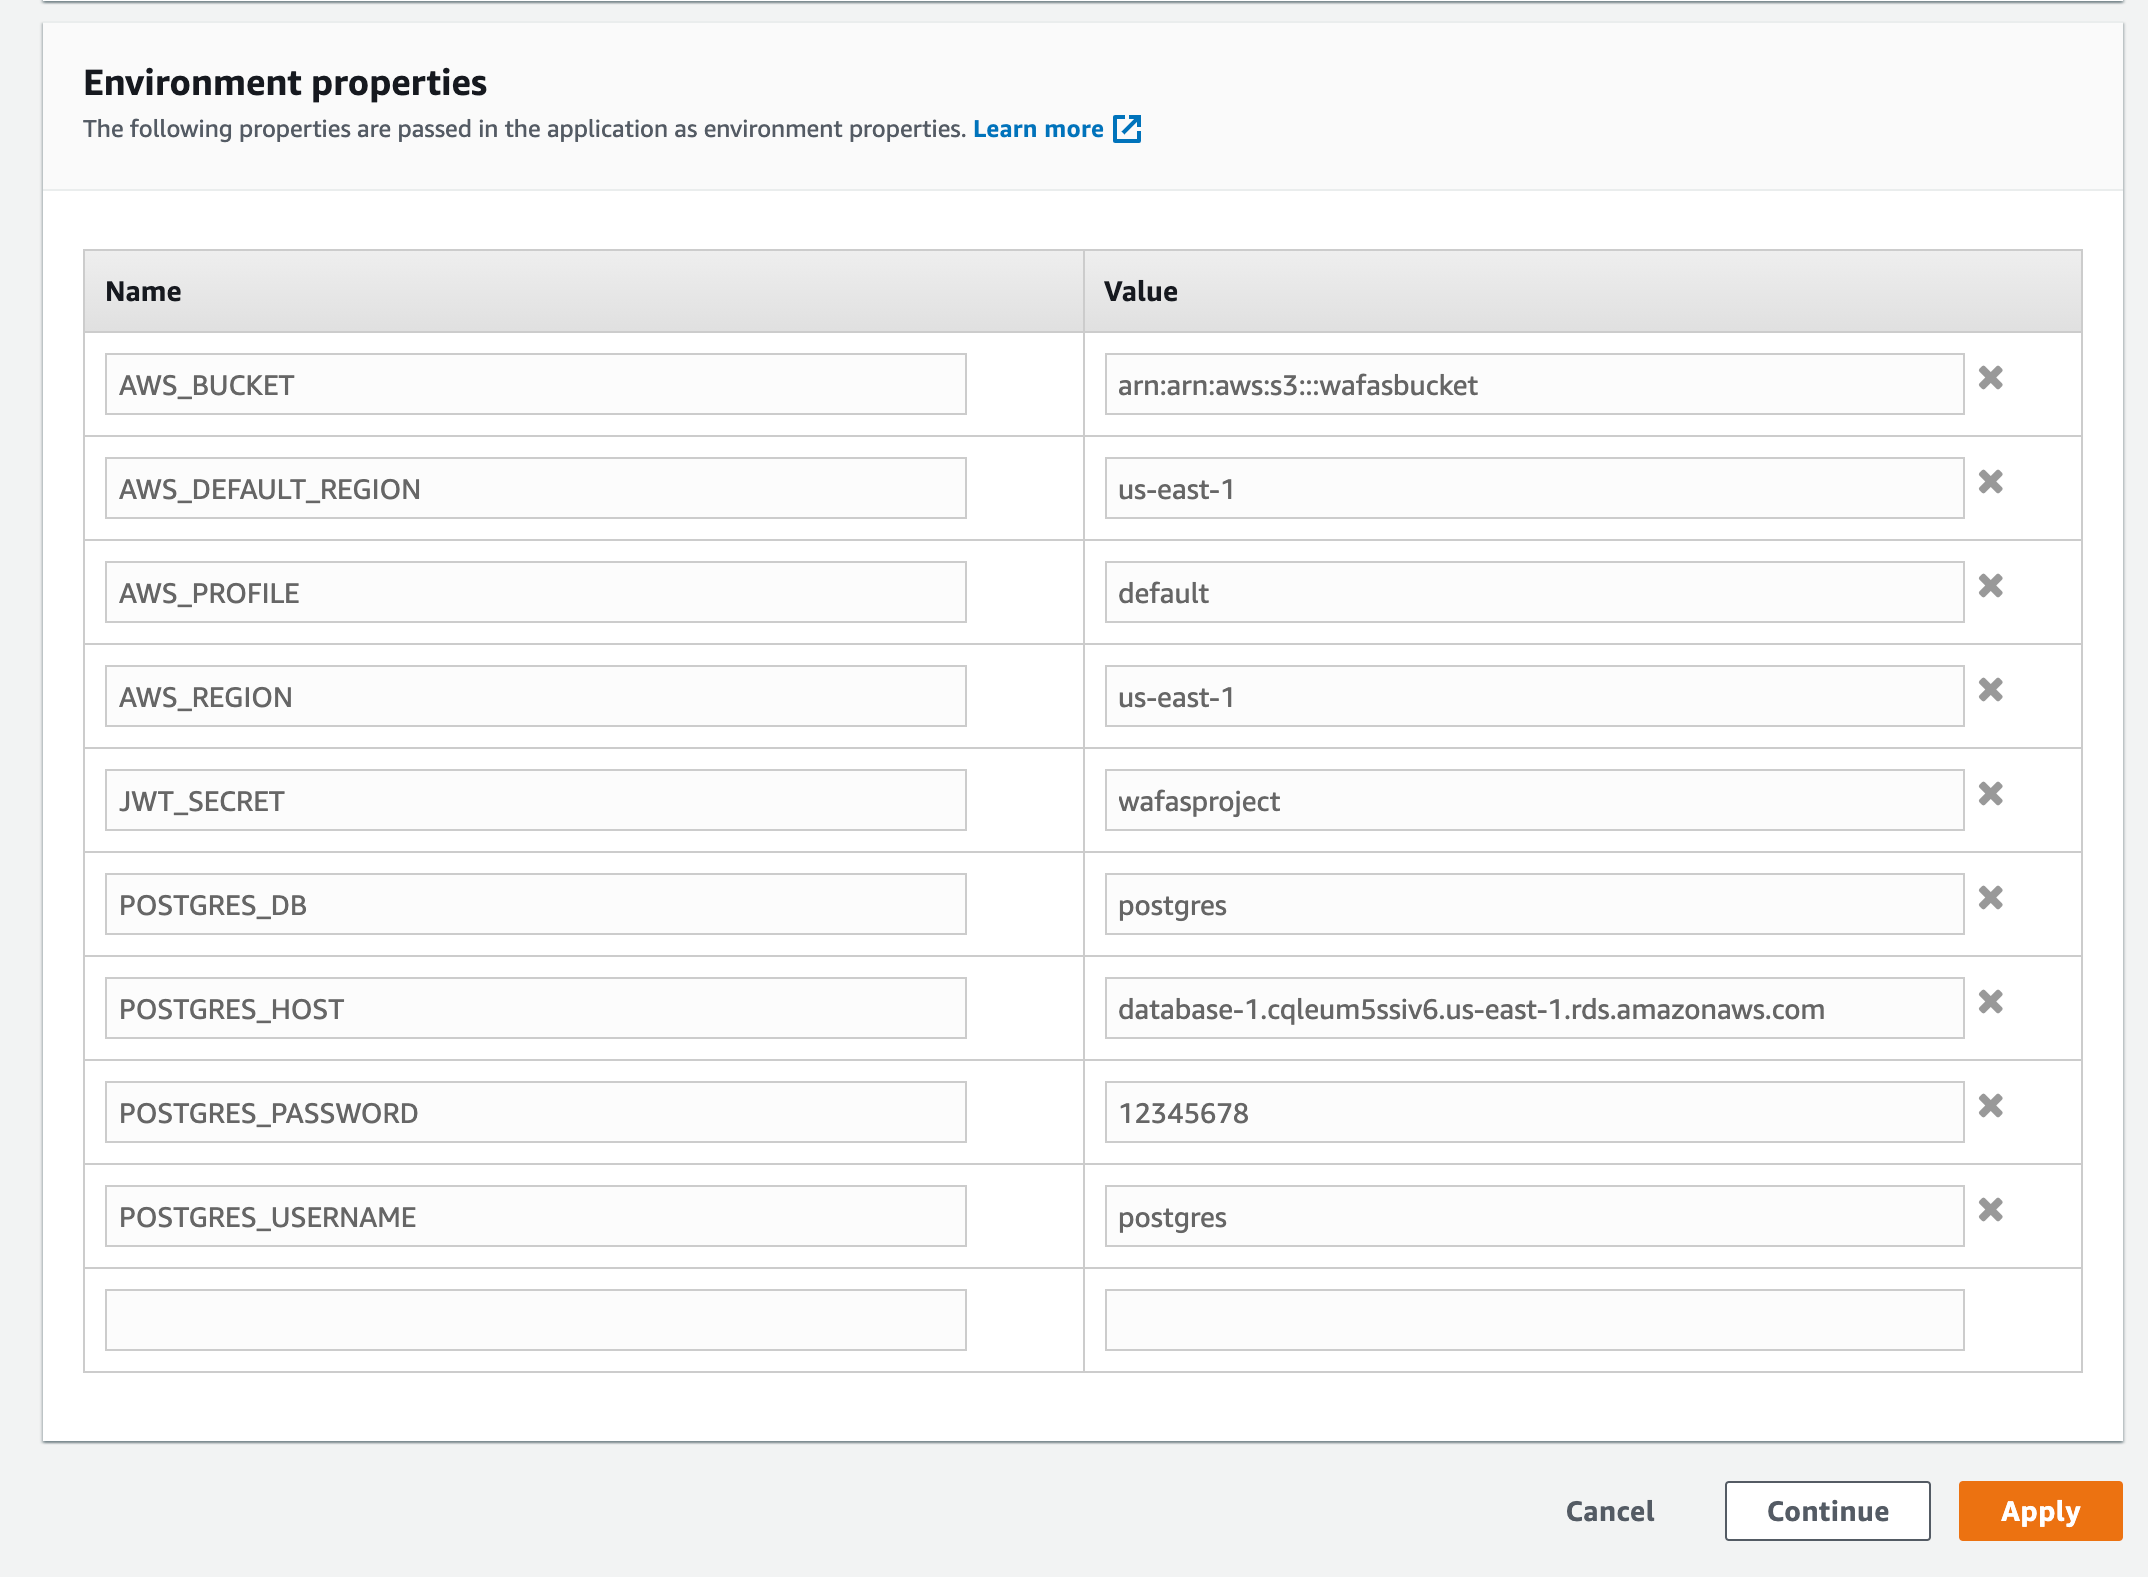 Environment properties
The following properties are passed in the application as environment properties. Learn more
Name Value
AWS_BUCKET arn:arn:aws:s3:::wafasbucket
AWS_DEFAULT_REGION us-east-1
AWS_PROFILE default
AWS_REGION us-east-1
JWT_SECRET wafasproject
POSTGRES_DB postgres
POSTGRES_HOST database-1.cqleum5ssiv6.us-east-1.rds.amazonaws.com
POSTGRES_PASSWORD 12345678
POSTGRES_USERNAME postgres
Cancel Continue Apply